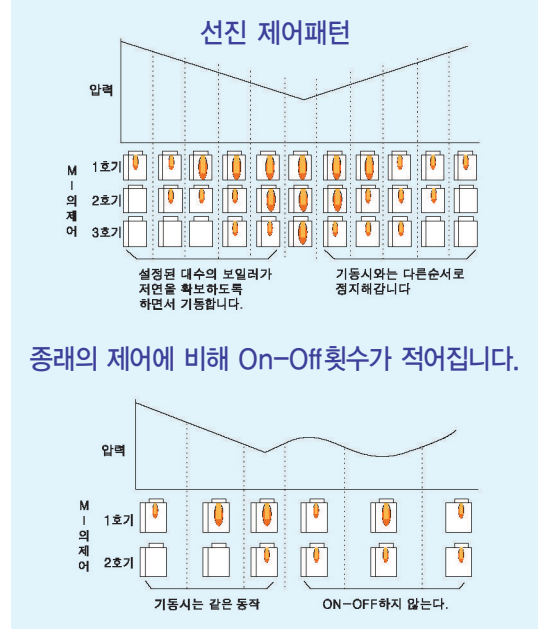 선진 제어패턴
압력
M
I
의
제
어
1호기
2호기
3호기
설정된 대수의 보일러가
저연을 확보하도록
하면서 기동합니다.
기동시와는 다른순서로
정지해갑니다
종래의 제어에 비해 On-Off횟수가 적어집니다.
압력
M
I
의
제
어
1호기
2호기
기동시는 같은 동작
ON-OFF하지 않는다.